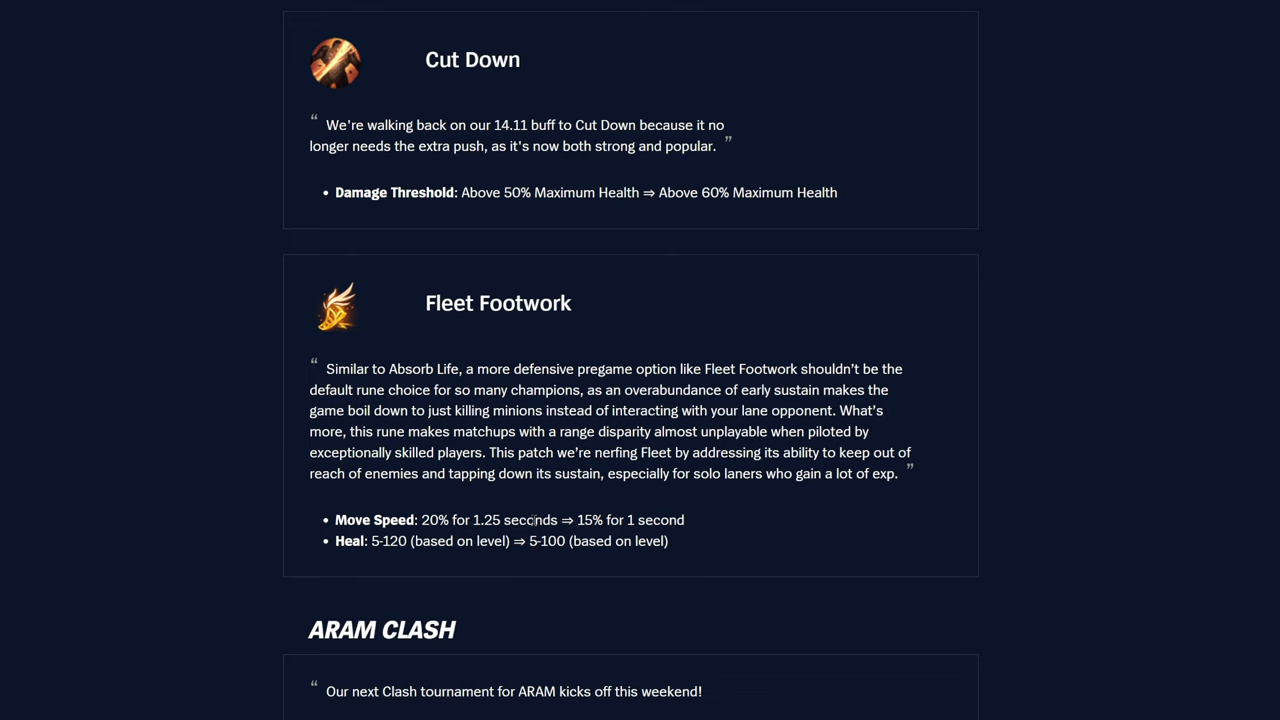 Cut Down
“ We're walking back on our 14.11 buff to Cut Down because it no
longer needs the extra push, as it's now both strong and popular. ”
• Damage Threshold: Above 50% Maximum Health ⇒ Above 60% Maximum Health
Fleet Footwork
“ Similar to Absorb Life, a more defensive pregame option like Fleet Footwork shouldn’t be the
default rune choice for so many champions, as an overabundance of early sustain makes the
game boil down to just killing minions instead of interacting with your lane opponent. What’s
more, this rune makes matchups with a range disparity almost unplayable when piloted by
exceptionally skilled players. This patch we’re nerfing Fleet by addressing its ability to keep out of
reach of enemies and tapping down its sustain, especially for solo laners who gain a lot of exp. ”
• Move Speed: 20% for 1.25 seconds ⇒ 15% for 1 second
• Heal: 5-120 (based on level) ⇒ 5-100 (based on level)
ARAM CLASH
“ Our next Clash tournament for ARAM kicks off this weekend!